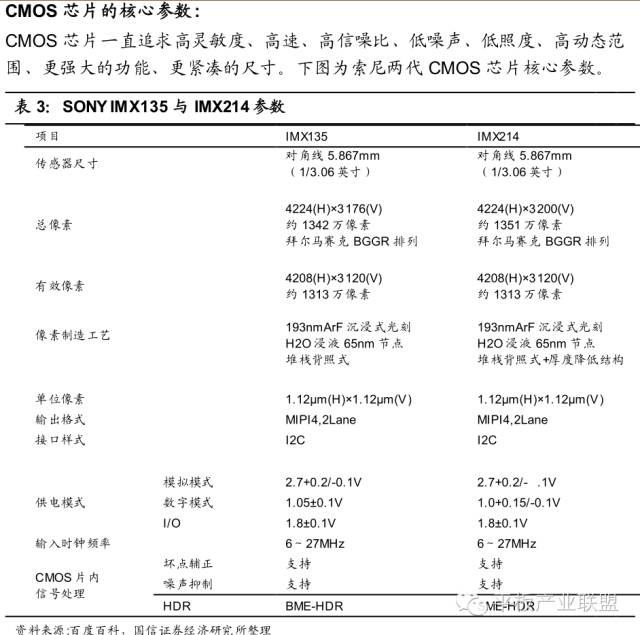 CMOS 芯片的核心参数：
CMOS 芯片一直追求高灵敏度、高速、高信噪比、低噪声、低照度、高动态范
围、更强大的功能、更紧凑的尺寸。下图为索尼两代 CMOS 芯片核心参数。
表 3：SONY IMX135 与 IMX214 参数
项目 IMX135 IMX214
传感器尺寸 对角线 5.867mm 对角线 5.867mm
（1/3.06 英寸） （1/3.06 英寸）
4224(H)×3176(V) 4224(H)×3200(V)
总像素 约 1342 万像素 约 1351 万像素
拜尔马赛克 BGGR 排列 拜尔马赛克 BGGR 排列
4208(H)×3120(V) 4208(H)×3120(V)
有效像素 约 1313 万像素 约 1313 万像素
193nmArF 沉浸式光刻 193nmArF 沉浸式光刻
像素制造工艺 H2O 浸液 65nm 节点 H2O 浸液 65nm 节点
堆栈背照式 堆栈背照式+厚度降低结构
单位像素 1.12μm(H)×1.12μm(V) 1.12μm(H)×1.12μm(V)
输出格式 MIPI4,2Lane MIPI4,2Lane
接口样式 I2C I2C
模拟模式 2.7+0.2/-0.1V 2.7+0.2/- .1V
供电模式 数字模式 1.05±0.1V 1.0+0.15/-0.1V
I/O 1.8±0.1V 1.8±0.1V
输入时钟频率 6～27MHz 6～27MHz
CMOS 片内 坏点辅正 支持 支持
信号处理 噪声抑制 支持 支持
HDR BME-HDR ME-HDR
产业联盟
资料来源:百度百科，国信证券经济研究所整理